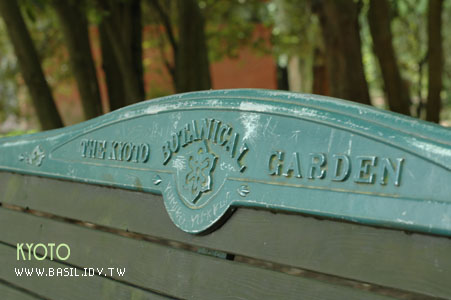 THE KYOTO BOTANICAL GARDEN
KYOTO
WWW.BASIL.IDV.TW